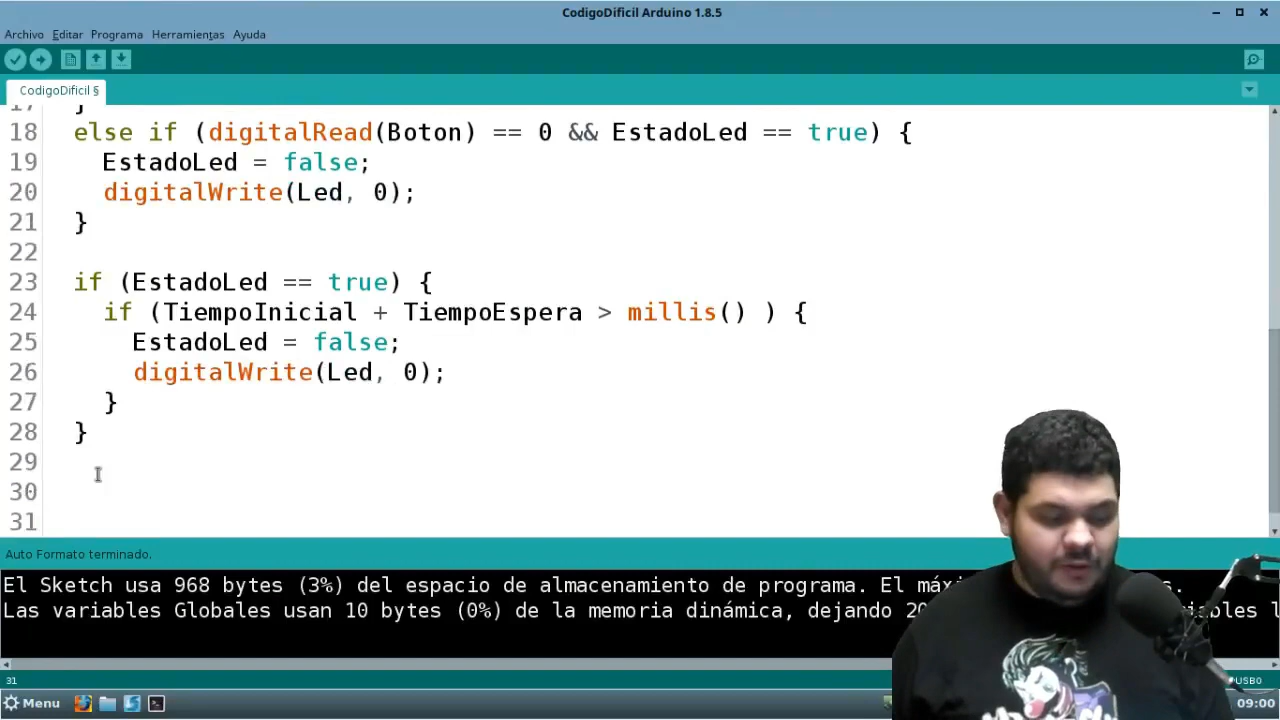 CodigoDificil Arduino 1.8.5
Archivo Editar Programa Herramientas Ayuda
CodigoDificil §
18 else if (digitalRead(Boton) == 0 && EstadoLed == true) {
19 EstadoLed = false;
20 digitalWrite(Led, 0);
21 }
22
23 if (EstadoLed == true) {
24 if (TiempoInicial + TiempoEspera > millis() ) {
25 EstadoLed = false;
26 digitalWrite(Led, 0);
27 }
28 }
29
30
31
Auto Formato terminado.
El Sketch usa 968 bytes (3%) del espacio de almacenamiento de programa. El
Las variables Globales usan 10 bytes (0%) de la memoria dinámica, dejando
31
Menu
09:00